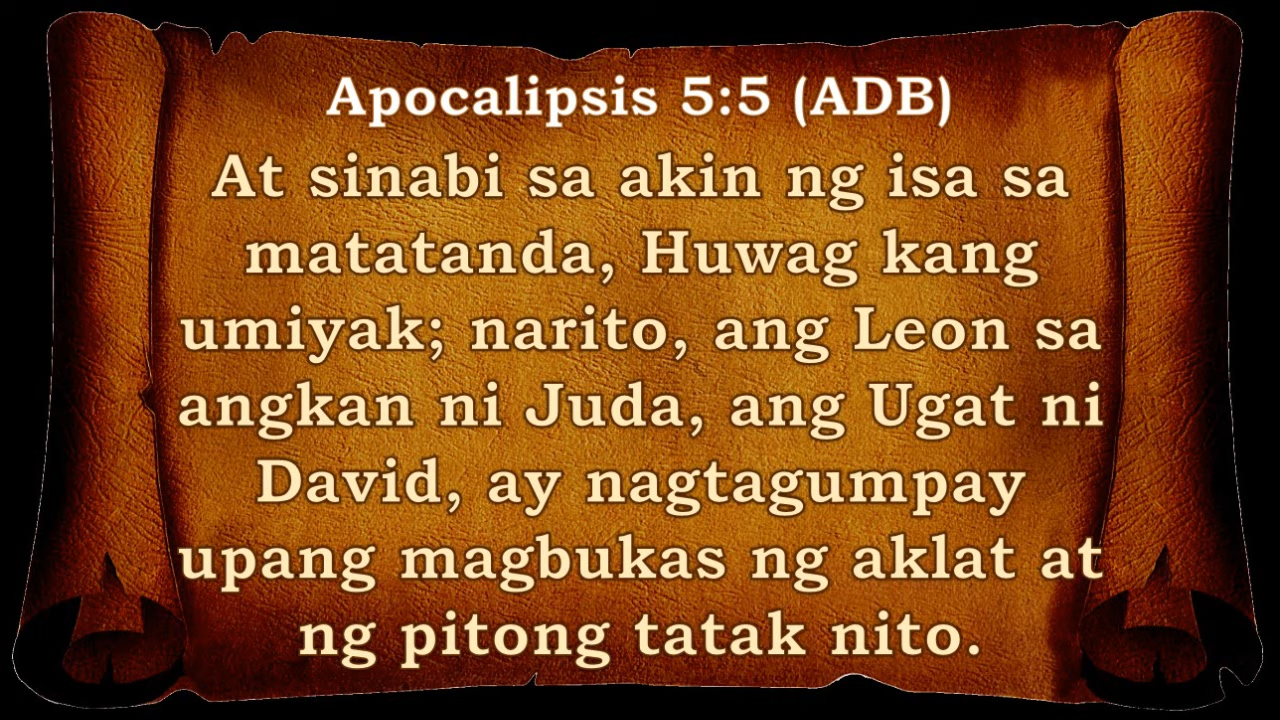 Apocalipsis 5:5 (ADB)
At sinabi sa akin ng isa sa
matatanda, Huwag kang
umiyak; narito, ang Leon sa
angkan ni Juda, ang Ugat ni
David, ay nagtagumpay
upang magbukas ng aklat at
ng pitong tatak nito.